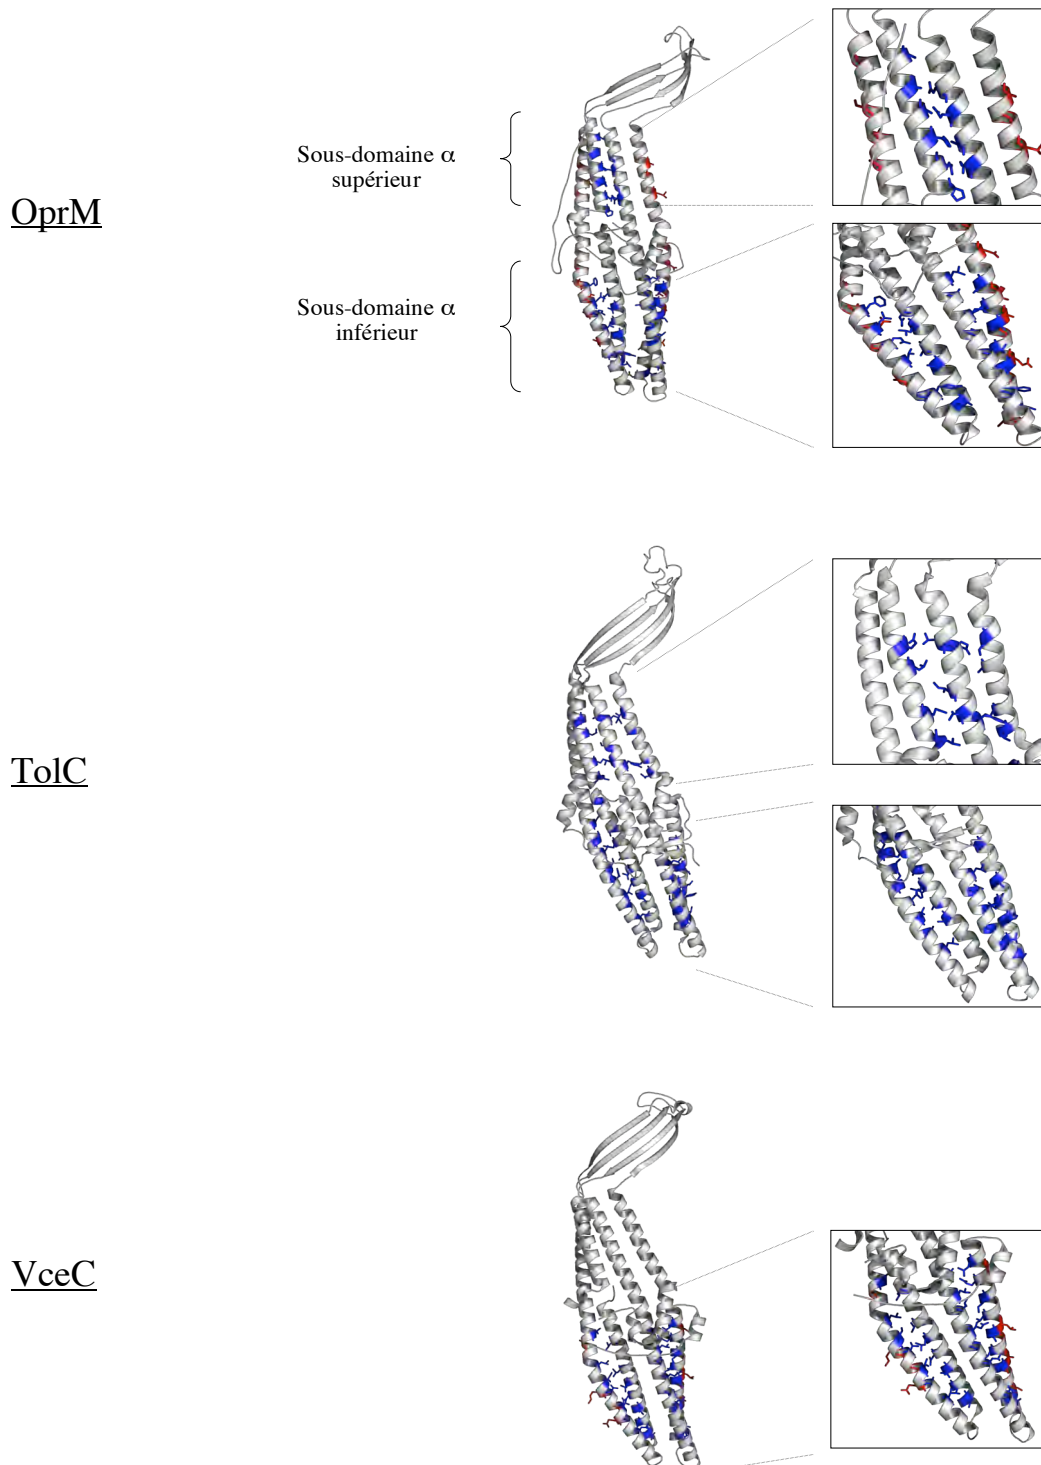 Sous-domaine α
supérieur
OprM
Sous-domaine α
inférieur
TolC
VceC